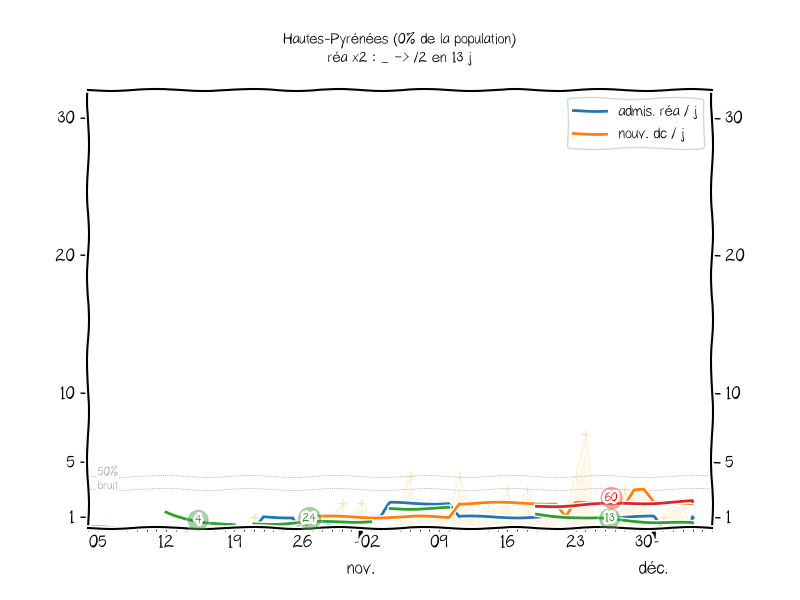 Hautes-Pyrénées (0% de la population)
réa x2 : _ -> /2 en 13 j
admis. réa / j
nouv. dc / j
30
30
20
20
10
10
5
5
50%
bruit
1
1
4
24
60
13
05 12 19 26 02 09 16 23 30
nov. déc.